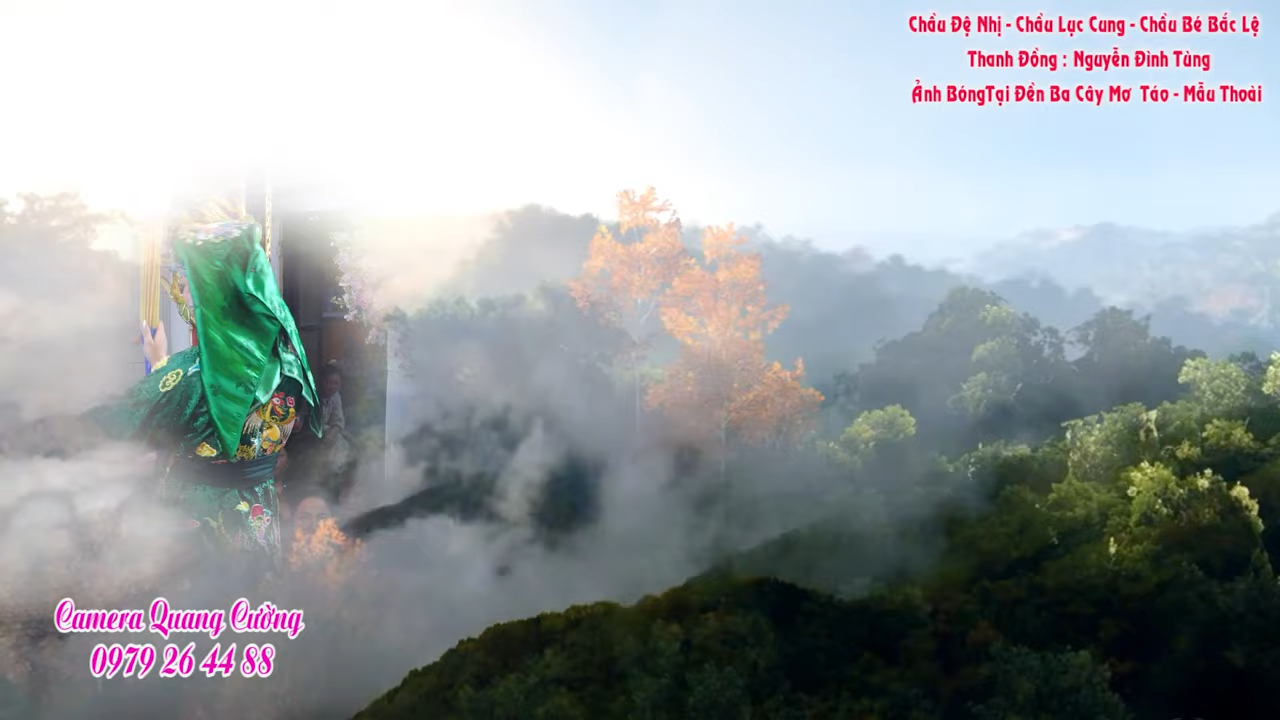 Chầu Đệ Nhị - Chầu Lục Cung - Chầu Bé Bắc Lệ
Thanh Đồng : Nguyễn Đình Tùng
Ảnh BóngTại Đền Ba Cây Mơ Táo - Mẫu Thoải
Camera Quang Cường
0979 26 44 88